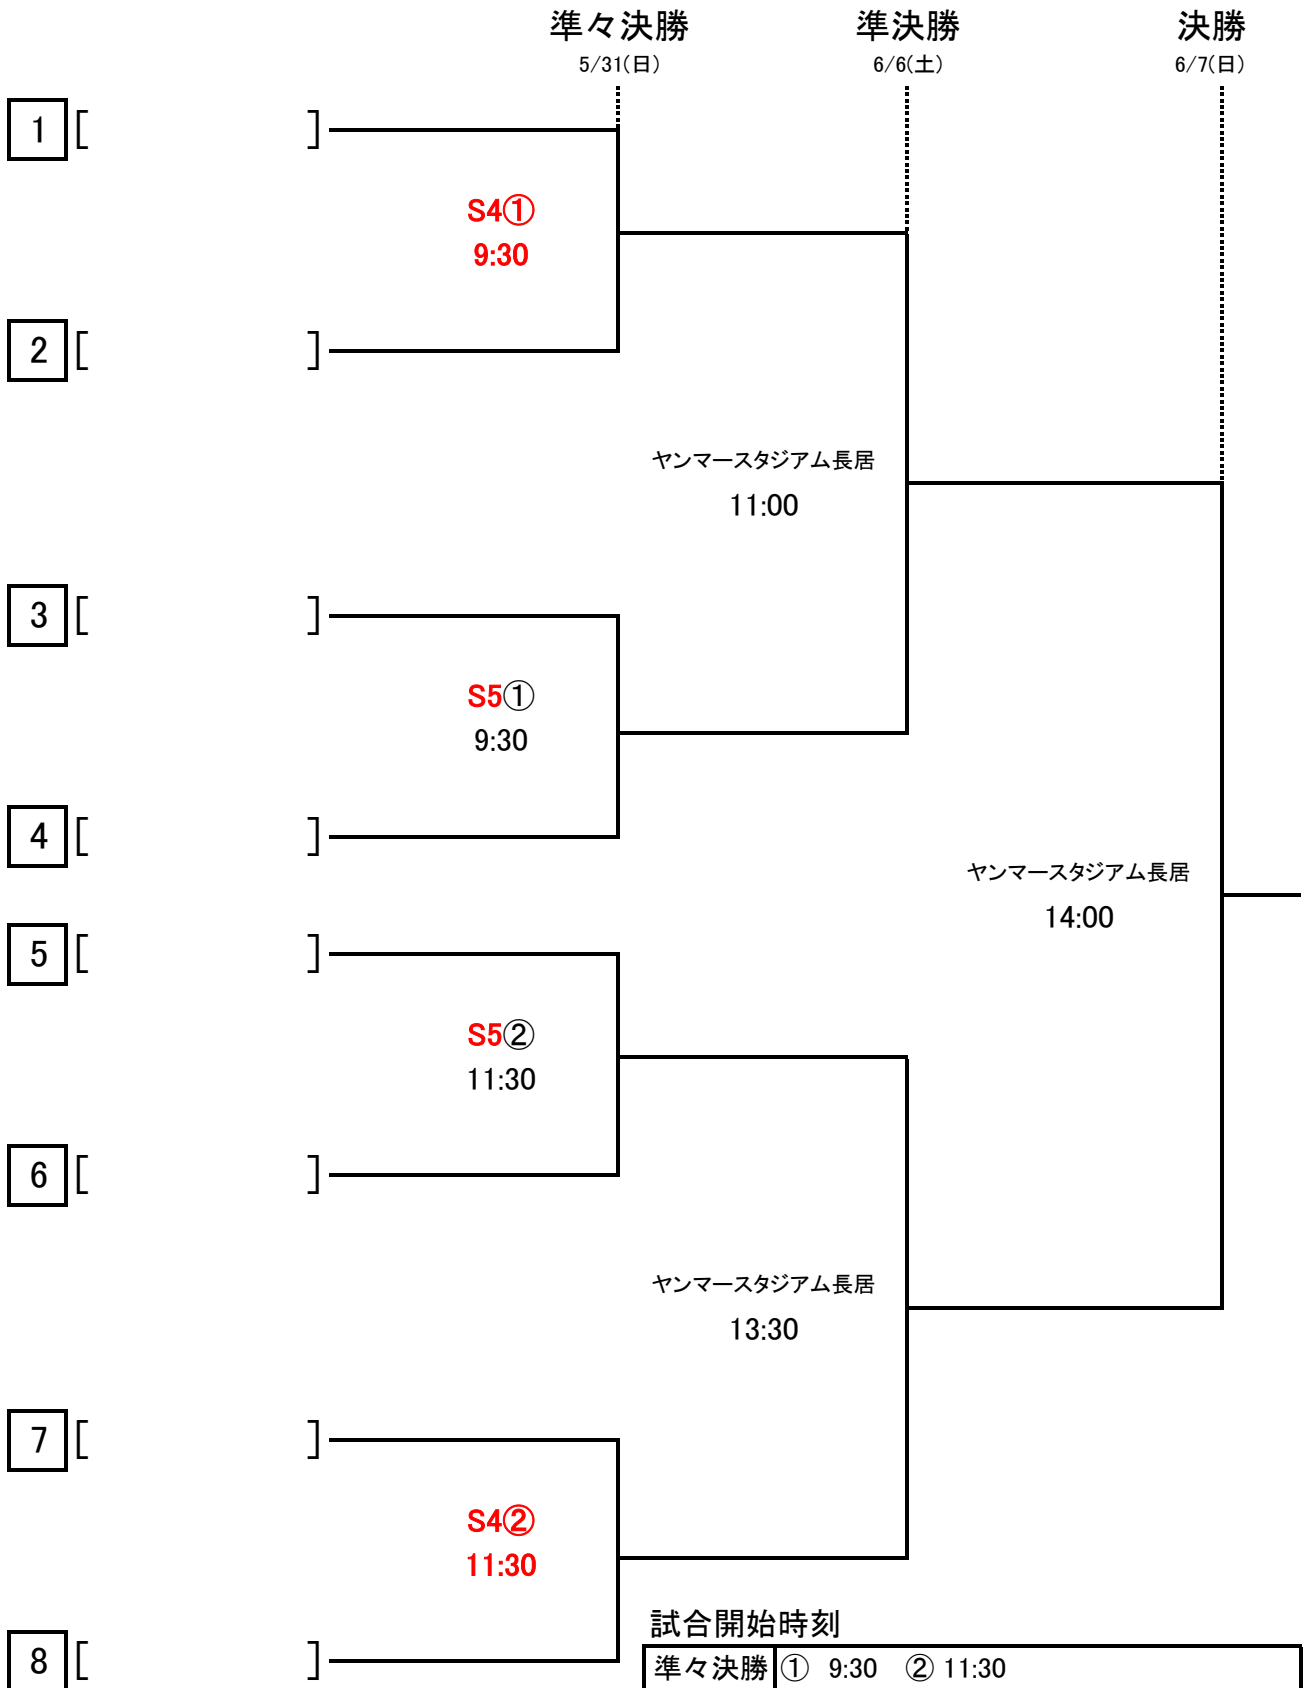 準々決勝 準決勝 決勝
5/31(日) 6/6(土) 6/7(日)
1 [ ]
S4①
9:30
2 [ ]
ヤンマースタジアム長居
11:00
3 [ ]
S5①
9:30
4 [ ]
ヤンマースタジアム長居
14:00
5 [ ]
S5②
11:30
6 [ ]
ヤンマースタジアム長居
13:30
7 [ ]
S4②
11:30
試合開始時刻
8 [ ]
準々決勝 ① 9:30 ② 11:30